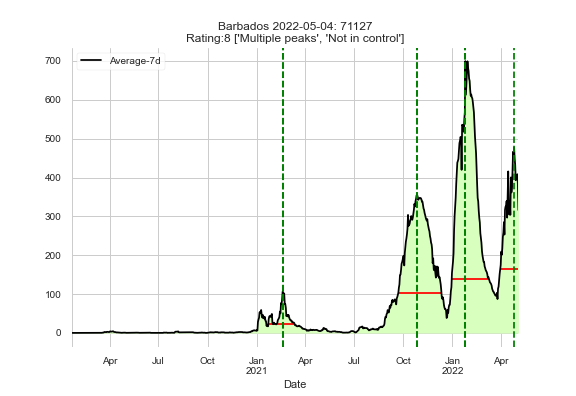 Barbados 2022-05-04: 71127
Rating:8 ['Multiple peaks', 'Not in control']
Average-7d
700
600
500
400
300
200
100
0
Apr Jul Oct Jan Apr Jul Oct Jan Apr
2021 2022
Date